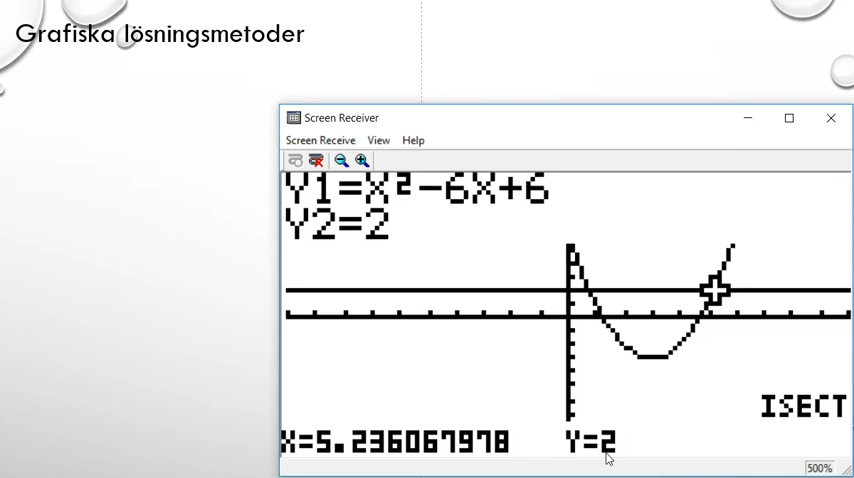 Grafiska lösningsmetoder
Screen Receiver
Screen Receive View Help
Y1=X²-6X+6
Y2=2
ISECT
X=5.236067978 Y=2
500%